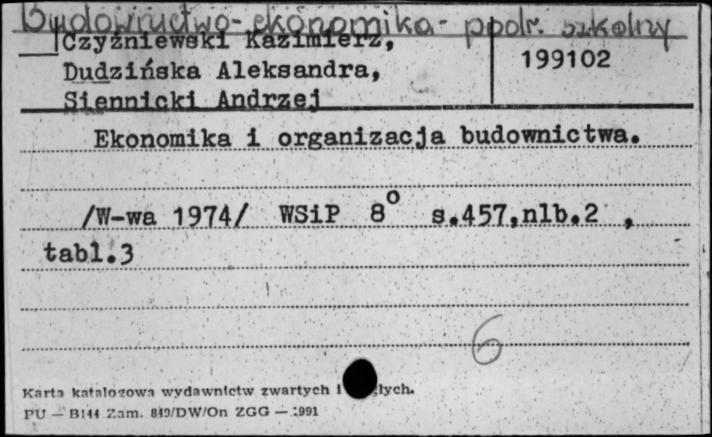 Budownictwo - ekonomika - podr. szkolny
Czyżniewski Kazimierz,
199102
Dudzińska Aleksandra,
Siennicki Andrzej
Ekonomika i organizacja budownictwa.
/W-wa 1974/ WSiP 8° s.457,nlb.2 ,
tabl.3
6
Karta katalogowa wydawnictw zwartych i
PU — B144 Zam. 849/DW/On ZGG — 1991